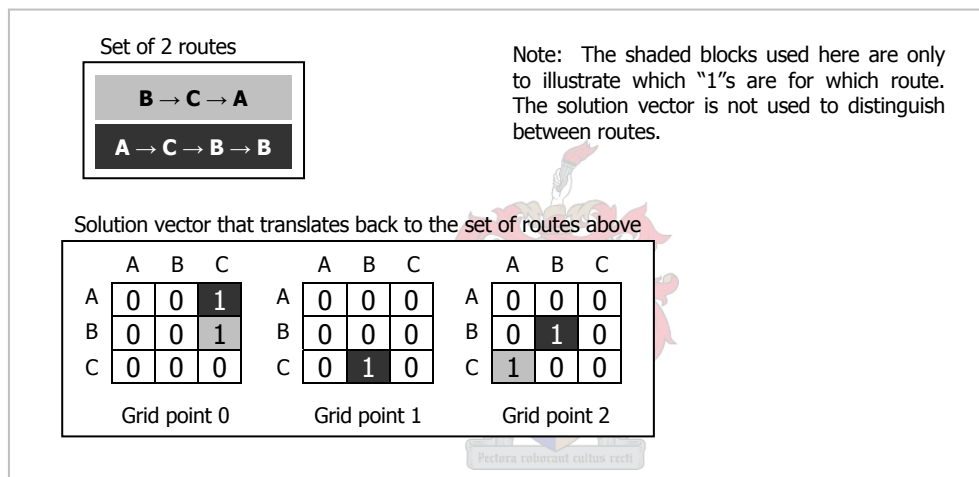 Set of 2 routes
B → C → A
A → C → B → B
Note: The shaded blocks used here are only
to illustrate which “1”s are for which route.
The solution vector is not used to distinguish
between routes.
Solution vector that translates back to the set of routes above
A B C A B C A B C
A 0 0 1 A 0 0 0 A 0 0 0
B 0 0 1 B 0 0 0 B 0 1 0
C 0 0 0 C 0 1 0 C 1 0 0
Grid point 0 Grid point 1 Grid point 2
Pectora roborant cultus recti